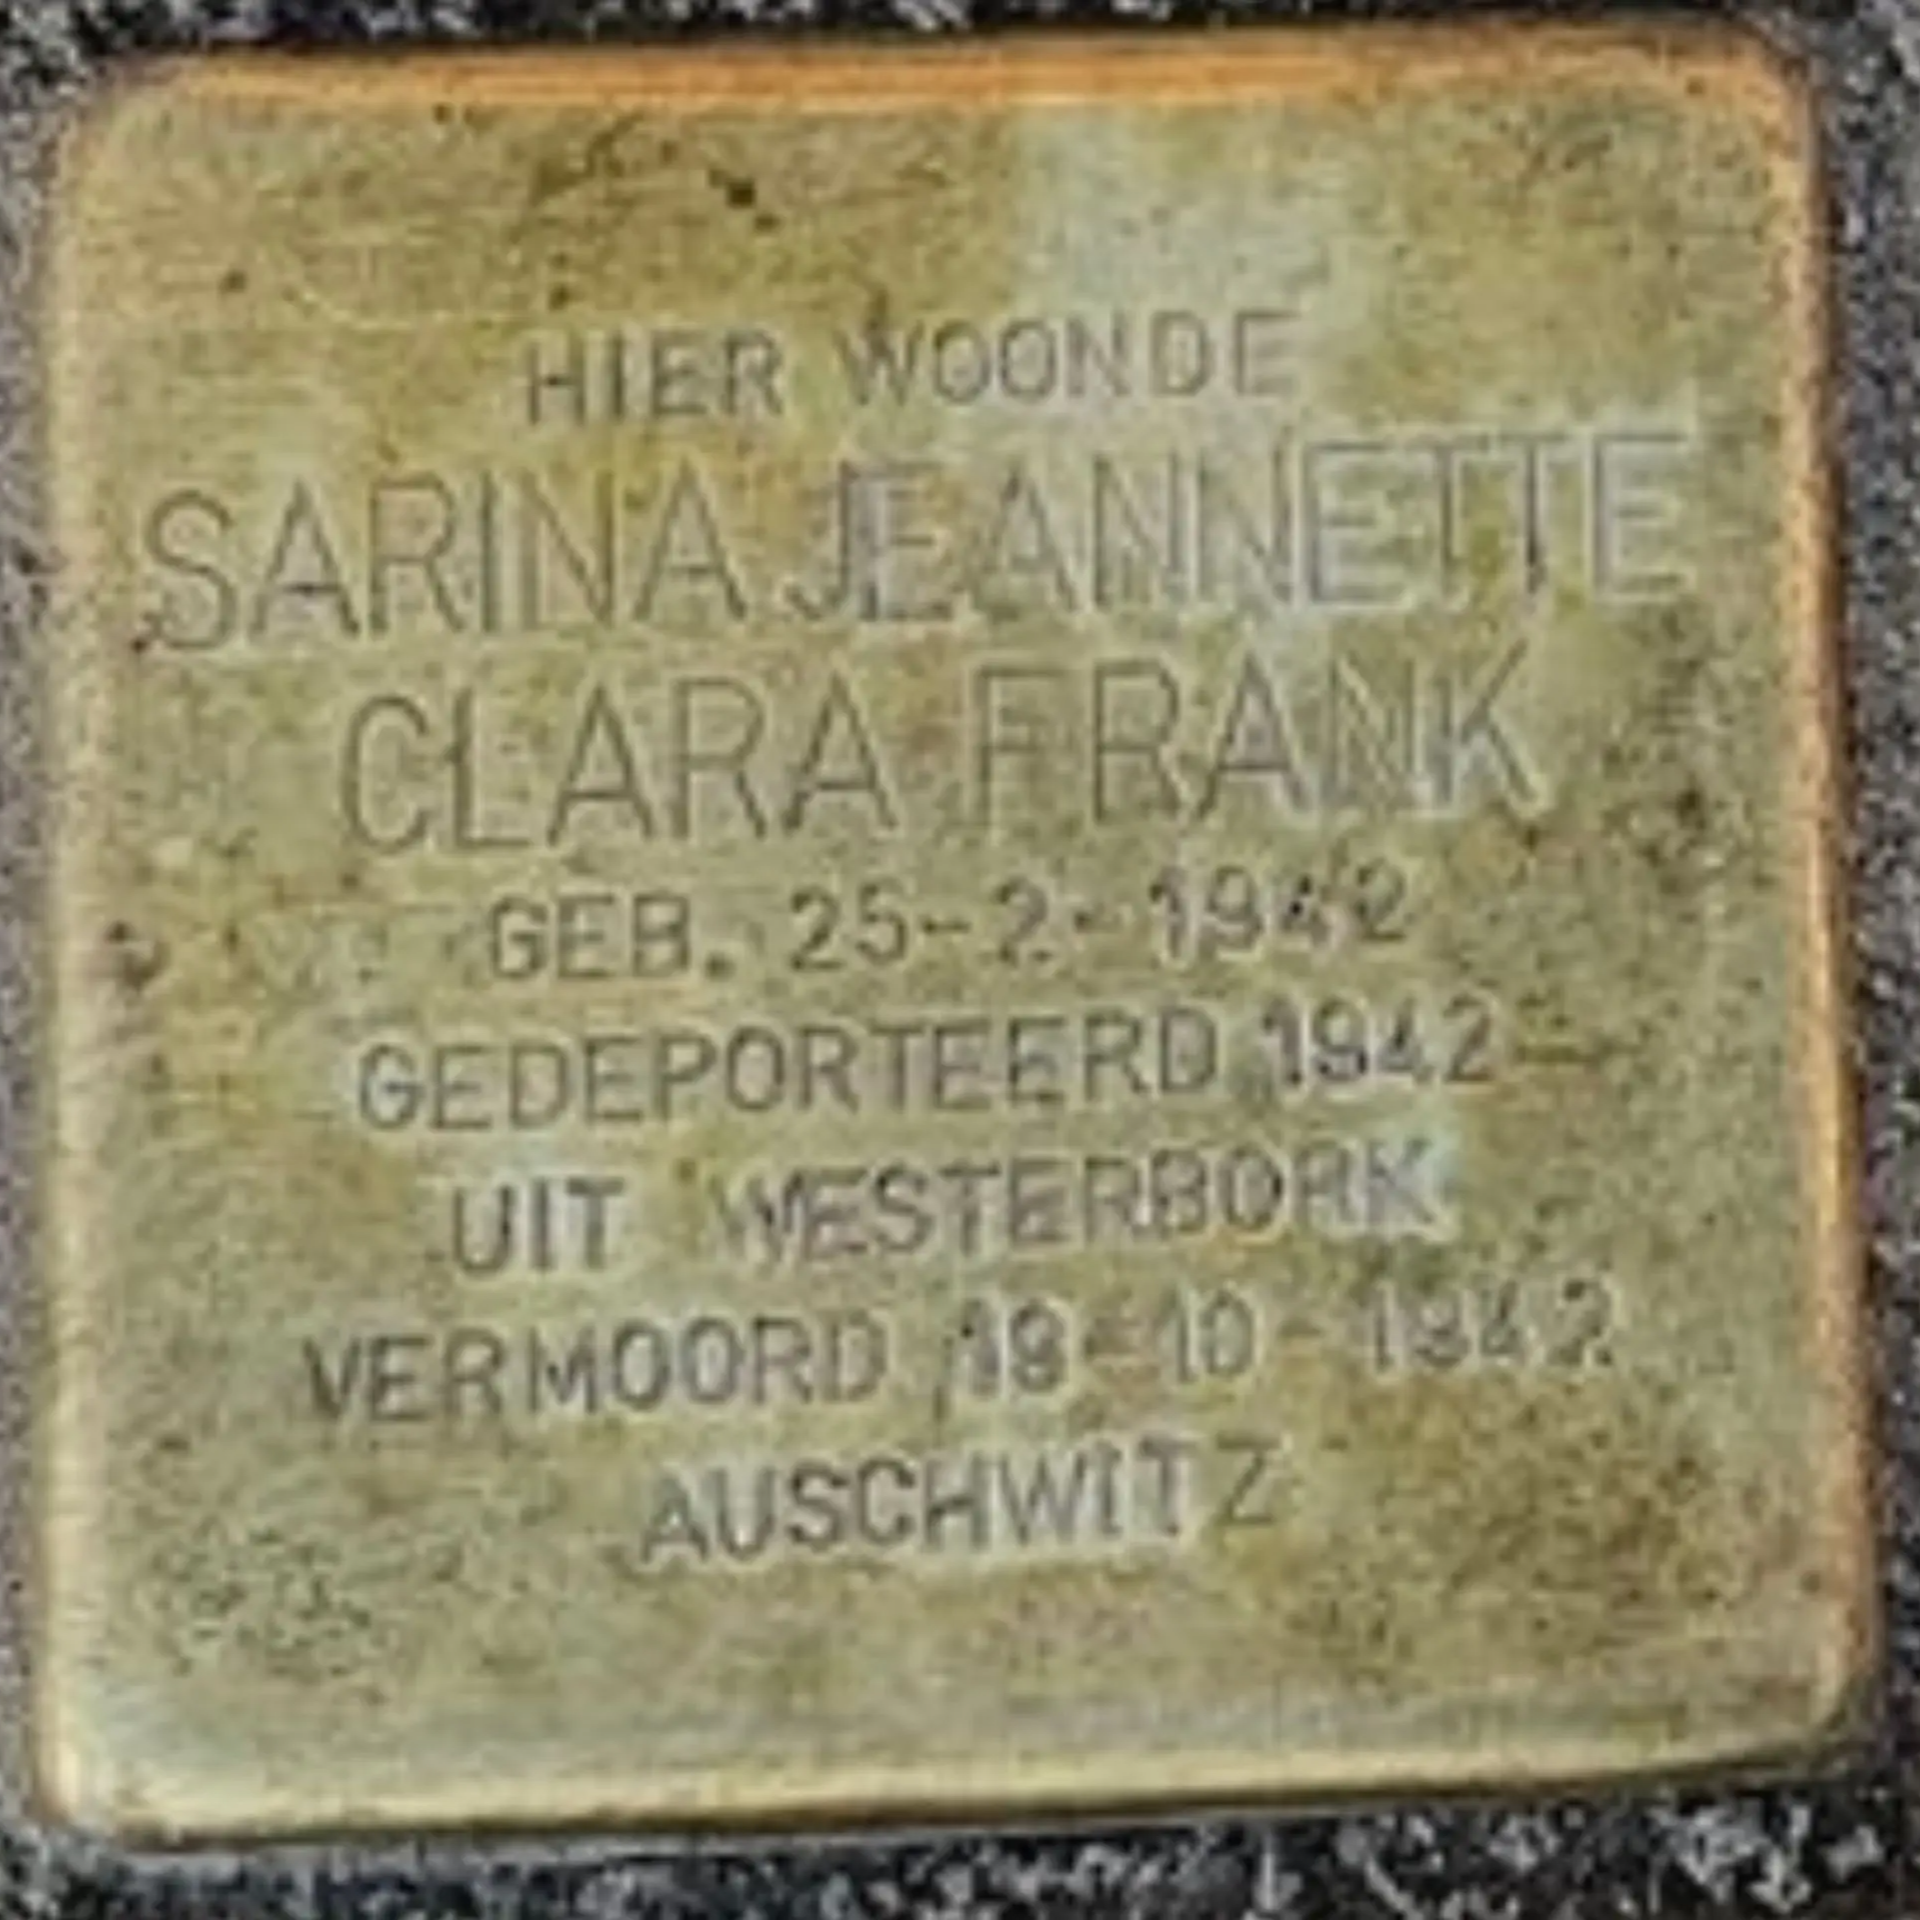 HIER WOONDE
SARINA JEANNETTE
CLARA FRANK
GEB. 25-2-1942
GEDEPORTEERD 1942
UIT WESTERBORK
VERMOORD 19-10-1942
AUSCHWITZ